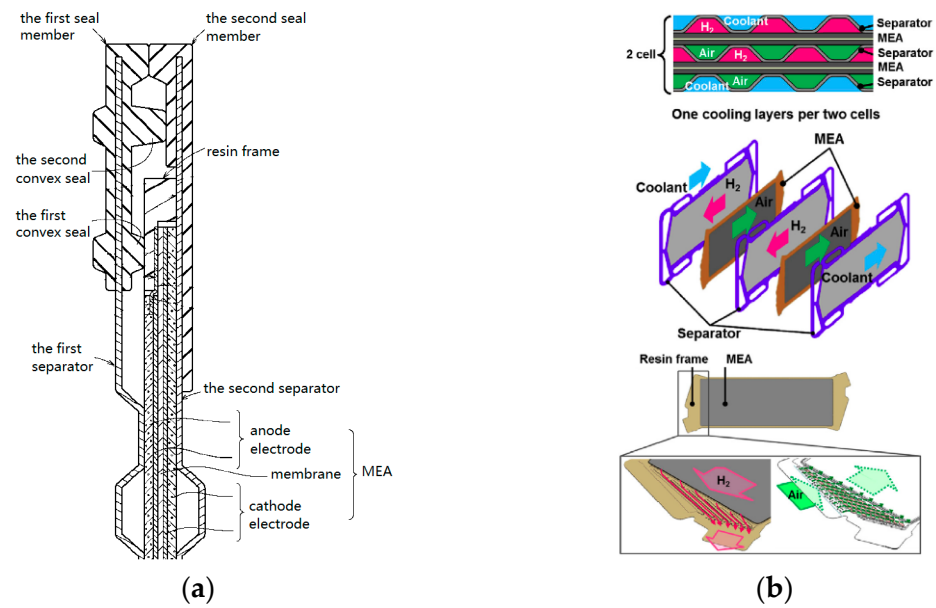 the first seal
member
the second seal
member
resin frame
the second
convex seal
the first
convex seal
the first
separator
the second separator
anode
electrode
membrane
MEA
cathode
electrode
(a)
Coolant
H2
Separator
MEA
Air
H2
Separator
2 cell
MEA
Air
Coolant
Separator
One cooling layers per two cells
MEA
Coolant
H2
Air
H2
Air
Coolant
Separator
Resin frame
MEA
H2
Air
(b)